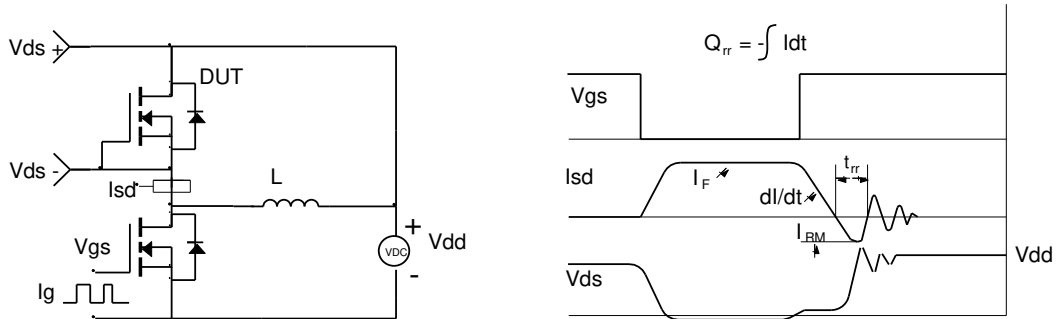 Vds +
DUT
Vds -
Isd
L
Vgs
Ig
VDC
+
-
Vdd
Qrr = -∫ Idt
Vgs
Isd
IF
trr
dI/dt
IRM
Vds
Vdd